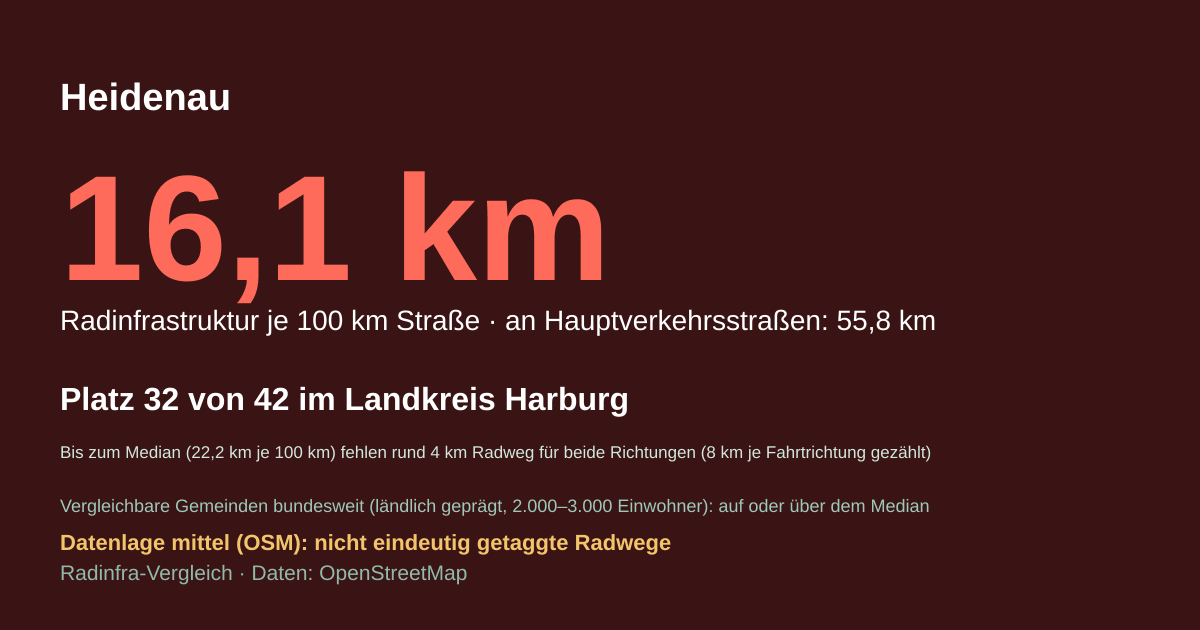 Heidenau
16,1 km
Radinfrastruktur je 100 km Straße · an Hauptverkehrsstraßen: 55,8 km
Platz 32 von 42 im Landkreis Harburg
Bis zum Median (22,2 km je 100 km) fehlen rund 4 km Radweg für beide Richtungen (8 km je Fahrtrichtung gezählt)
Vergleichbare Gemeinden bundesweit (ländlich geprägt, 2.000–3.000 Einwohner): auf oder über dem Median
Datenlage mittel (OSM): nicht eindeutig getaggte Radwege
Radinfra-Vergleich · Daten: OpenStreetMap